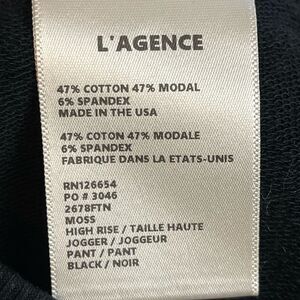 L'AGENCE
47% COTTON 47% MODAL
6% SPANDEX
MADE IN THE USA
47% COTON 47% MODALE
6% SPANDEX
FABRIQUE DANS LA ETATS-UNIS
RN126654
PO # 3046
2678FTN
MOSS
HIGH RISE / TAILLE HAUTE
JOGGER / JOGGEUR
PANT / PANT
BLACK / NOIR